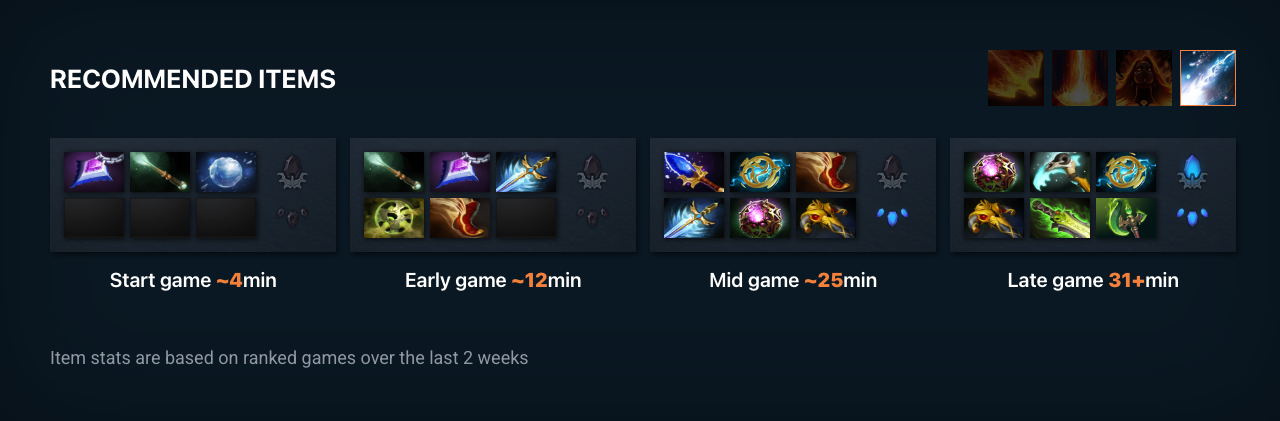 RECOMMENDED ITEMS
Start game ~4min
Early game ~12min
Mid game ~25min
Late game 31+min
Item stats are based on ranked games over the last 2 weeks